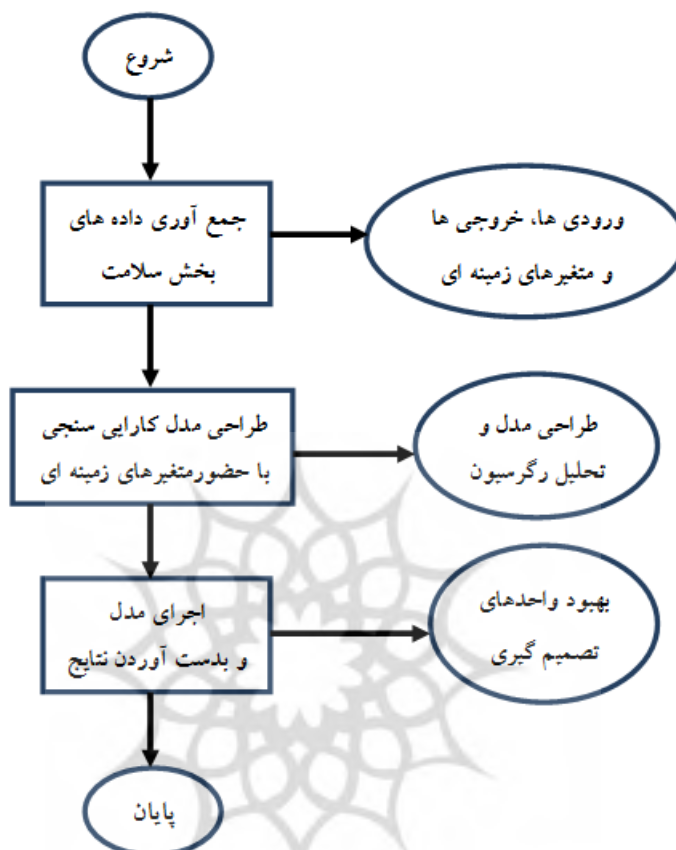 شروع
جمع آوری داده های
بخش سلامت
ورودی ها، خروجی ها
و متغیرهای زمینه ای
طراحی مدل کارایی سنجی
با حضورمتغیرهای زمینه ای
طراحی مدل و
تحلیل رگرسیون
اجرای مدل
و بدست آوردن نتایج
بهبود واحدهای
تصمیم گیری
پایان